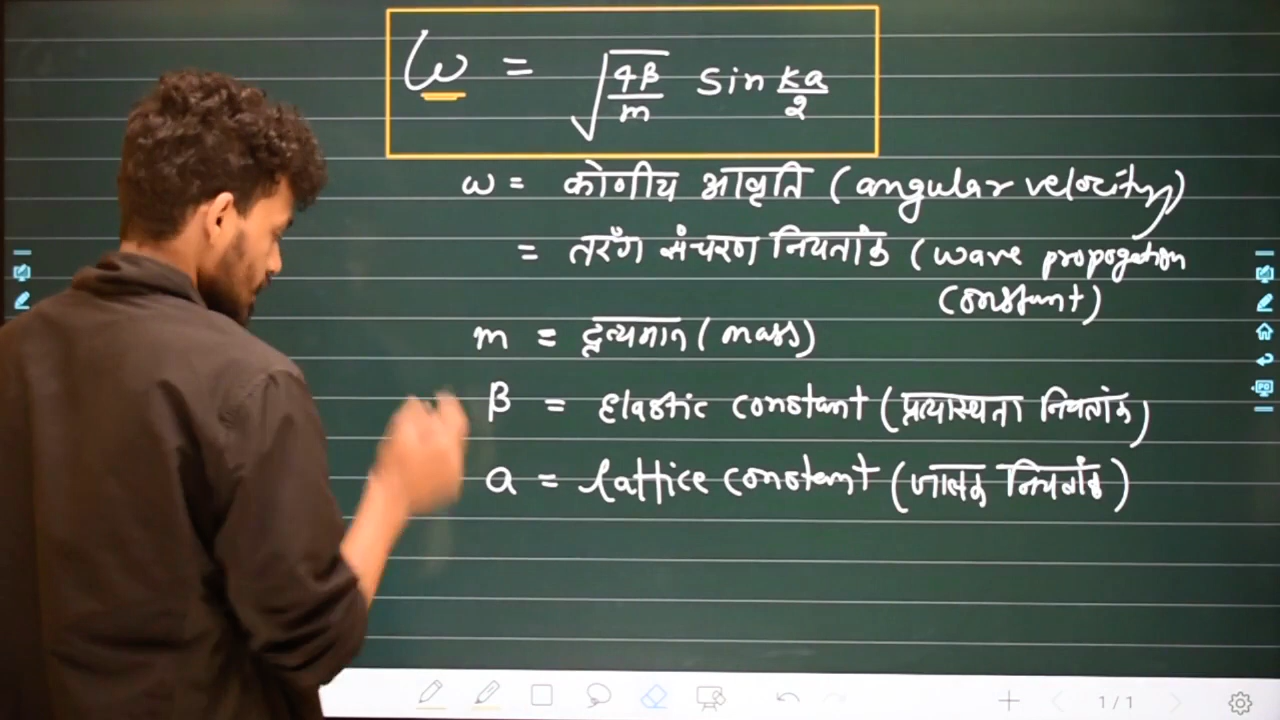 ω = √4β/m Sin Ka/2
ω = कोणीय आवृति (angular velocity)
= तरँग संचरण नियतांक (wave propogation
constant)
m = द्रव्यमान (mass)
β = Elastic constant (प्रत्यास्थता नियतांक)
a = lattice constant (जालक नियतांक)
1/1